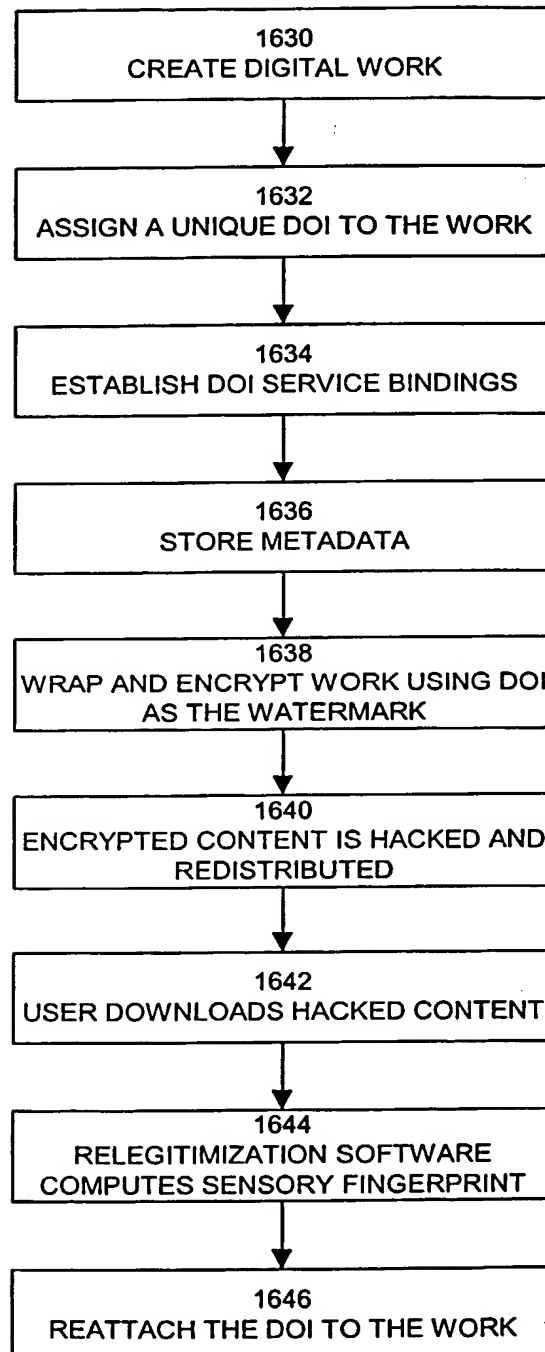 1630
CREATE DIGITAL WORK
1632
ASSIGN A UNIQUE DOI TO THE WORK
1634
ESTABLISH DOI SERVICE BINDINGS
1636
STORE METADATA
1638
WRAP AND ENCRYPT WORK USING DOI
AS THE WATERMARK
1640
ENCRYPTED CONTENT IS HACKED AND
REDISTRIBUTED
1642
USER DOWNLOADS HACKED CONTENT
1644
RELEGITIMIZATION SOFTWARE
COMPUTES SENSORY FINGERPRINT
1646
REATTACH THE DOI TO THE WORK